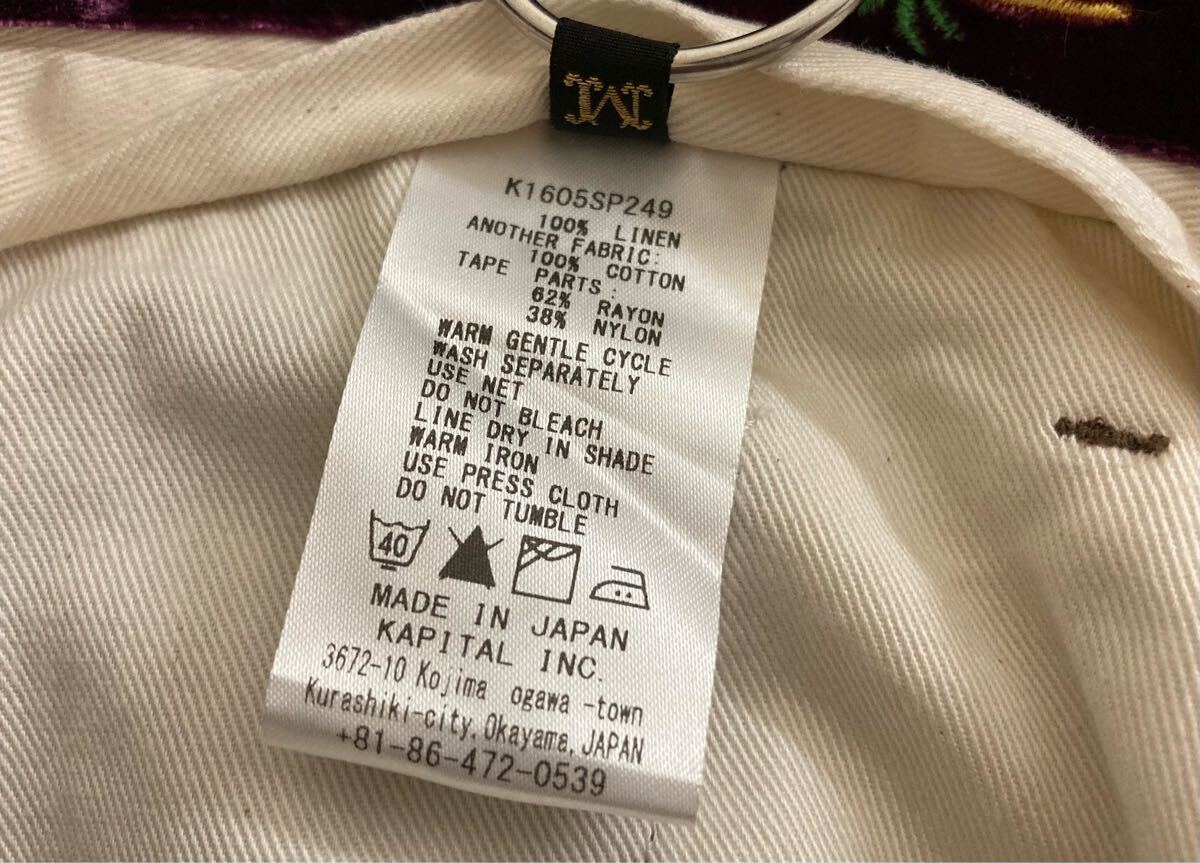 M
K1605SP249
100% LINEN
ANOTHER FABRIC:
100% COTTON
TAPE PARTS:
62% RAYON
38% NYLON
WARM GENTLE CYCLE
WASH SEPARATELY
USE NET
DO NOT BLEACH
LINE DRY IN SHADE
WARM IRON
USE PRESS CLOTH
DO NOT TUMBLE
40
MADE IN JAPAN
KAPITAL INC.
3672-10 Kojima ogawa -town
Kurashiki-city, Okayama, JAPAN
+81-86-472-0539